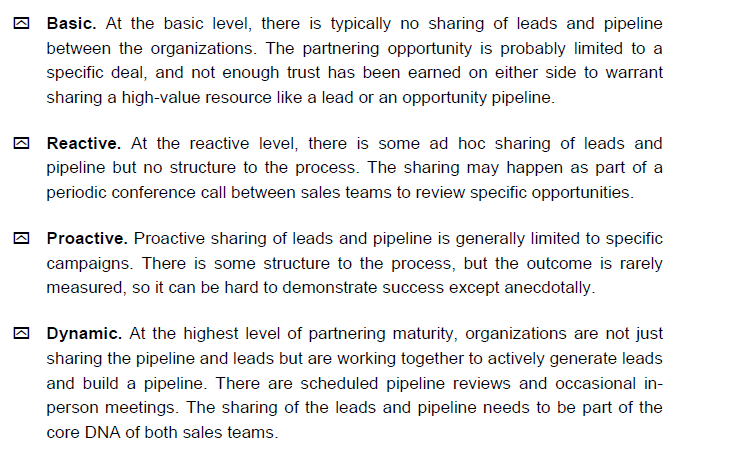 Basic. At the basic level, there is typically no sharing of leads and pipeline
between the organizations. The partnering opportunity is probably limited to a
specific deal, and not enough trust has been earned on either side to warrant
sharing a high-value resource like a lead or an opportunity pipeline.
Reactive. At the reactive level, there is some ad hoc sharing of leads and
pipeline but no structure to the process. The sharing may happen as part of a
periodic conference call between sales teams to review specific opportunities.
Proactive. Proactive sharing of leads and pipeline is generally limited to specific
campaigns. There is some structure to the process, but the outcome is rarely
measured, so it can be hard to demonstrate success except anecdotally.
Dynamic. At the highest level of partnering maturity, organizations are not just
sharing the pipeline and leads but are working together to actively generate leads
and build a pipeline. There are scheduled pipeline reviews and occasional in-
person meetings. The sharing of the leads and pipeline needs to be part of the
core DNA of both sales teams.